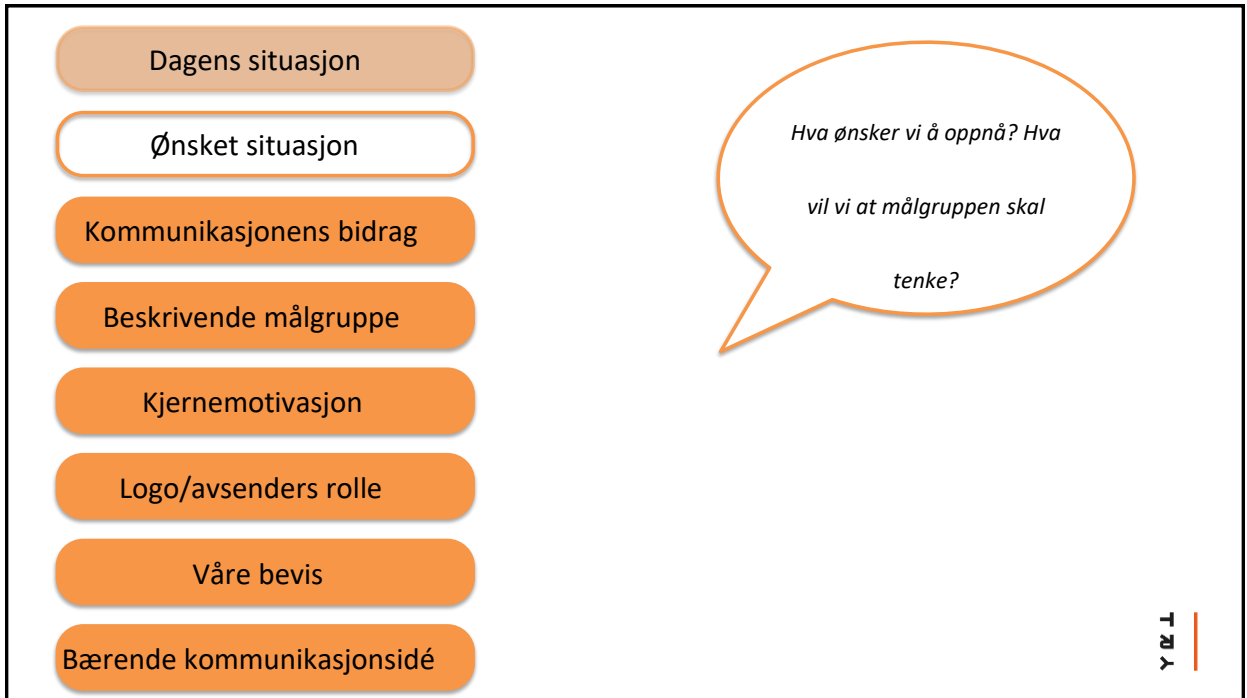 Dagens situasjon
Ønsket situasjon
Kommunikasjonens bidrag
Beskrivende målgruppe
Kjernemotivasjon
Logo/avsenders rolle
Våre bevis
Bærende kommunikasjonsidé
Hva ønsker vi å oppnå? Hva
vil vi at målgruppen skal
tenke?
TRY